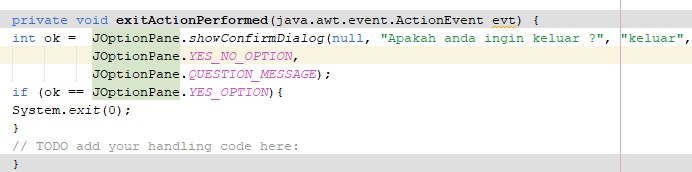 private void exitActionPerformed(java.awt.event.ActionEvent evt) {
int ok = JOptionPane.showConfirmDialog(null, "Apakah anda ingin keluar ?", "keluar",
JOptionPane.YES_NO_OPTION,
JOptionPane.QUESTION_MESSAGE);
if (ok == JOptionPane.YES_OPTION){
System.exit(0);
}
// TODO add your handling code here:
}